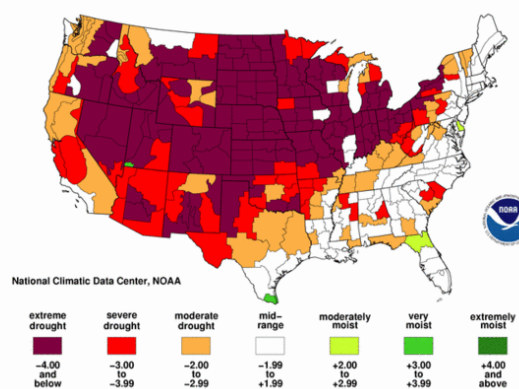 NOAA
National Climatic Data Center, NOAA
extreme drought
severe drought
moderate drought
mid-range
moderately moist
very moist
extremely moist
-4.00 and below
-3.00 to -3.99
-2.00 to -2.99
-1.99 to +1.99
+2.00 to +2.99
+3.00 to +3.99
+4.00 and above